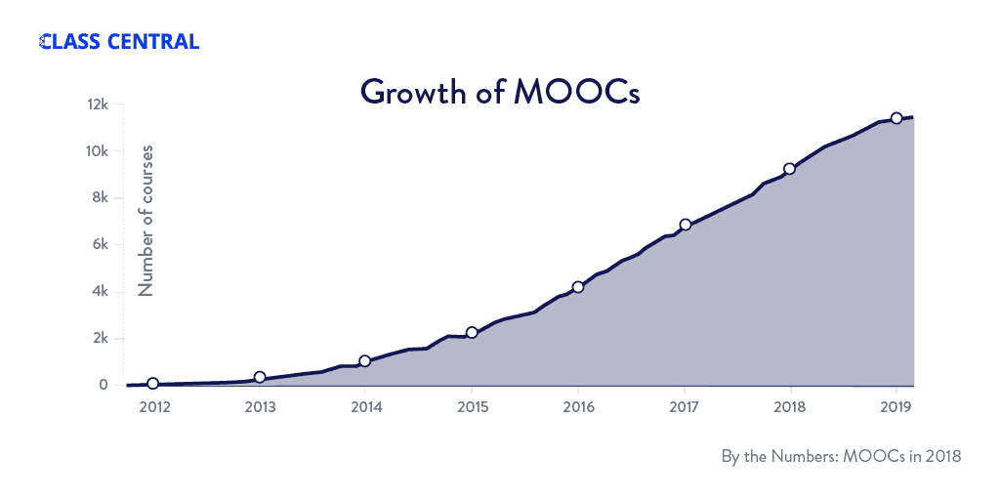 CLASS CENTRAL
Growth of MOOCs
12k
10k
8k
6k
4k
2k
0
Number of courses
2012 2013 2014 2015 2016 2017 2018 2019
By the Numbers: MOOCs in 2018